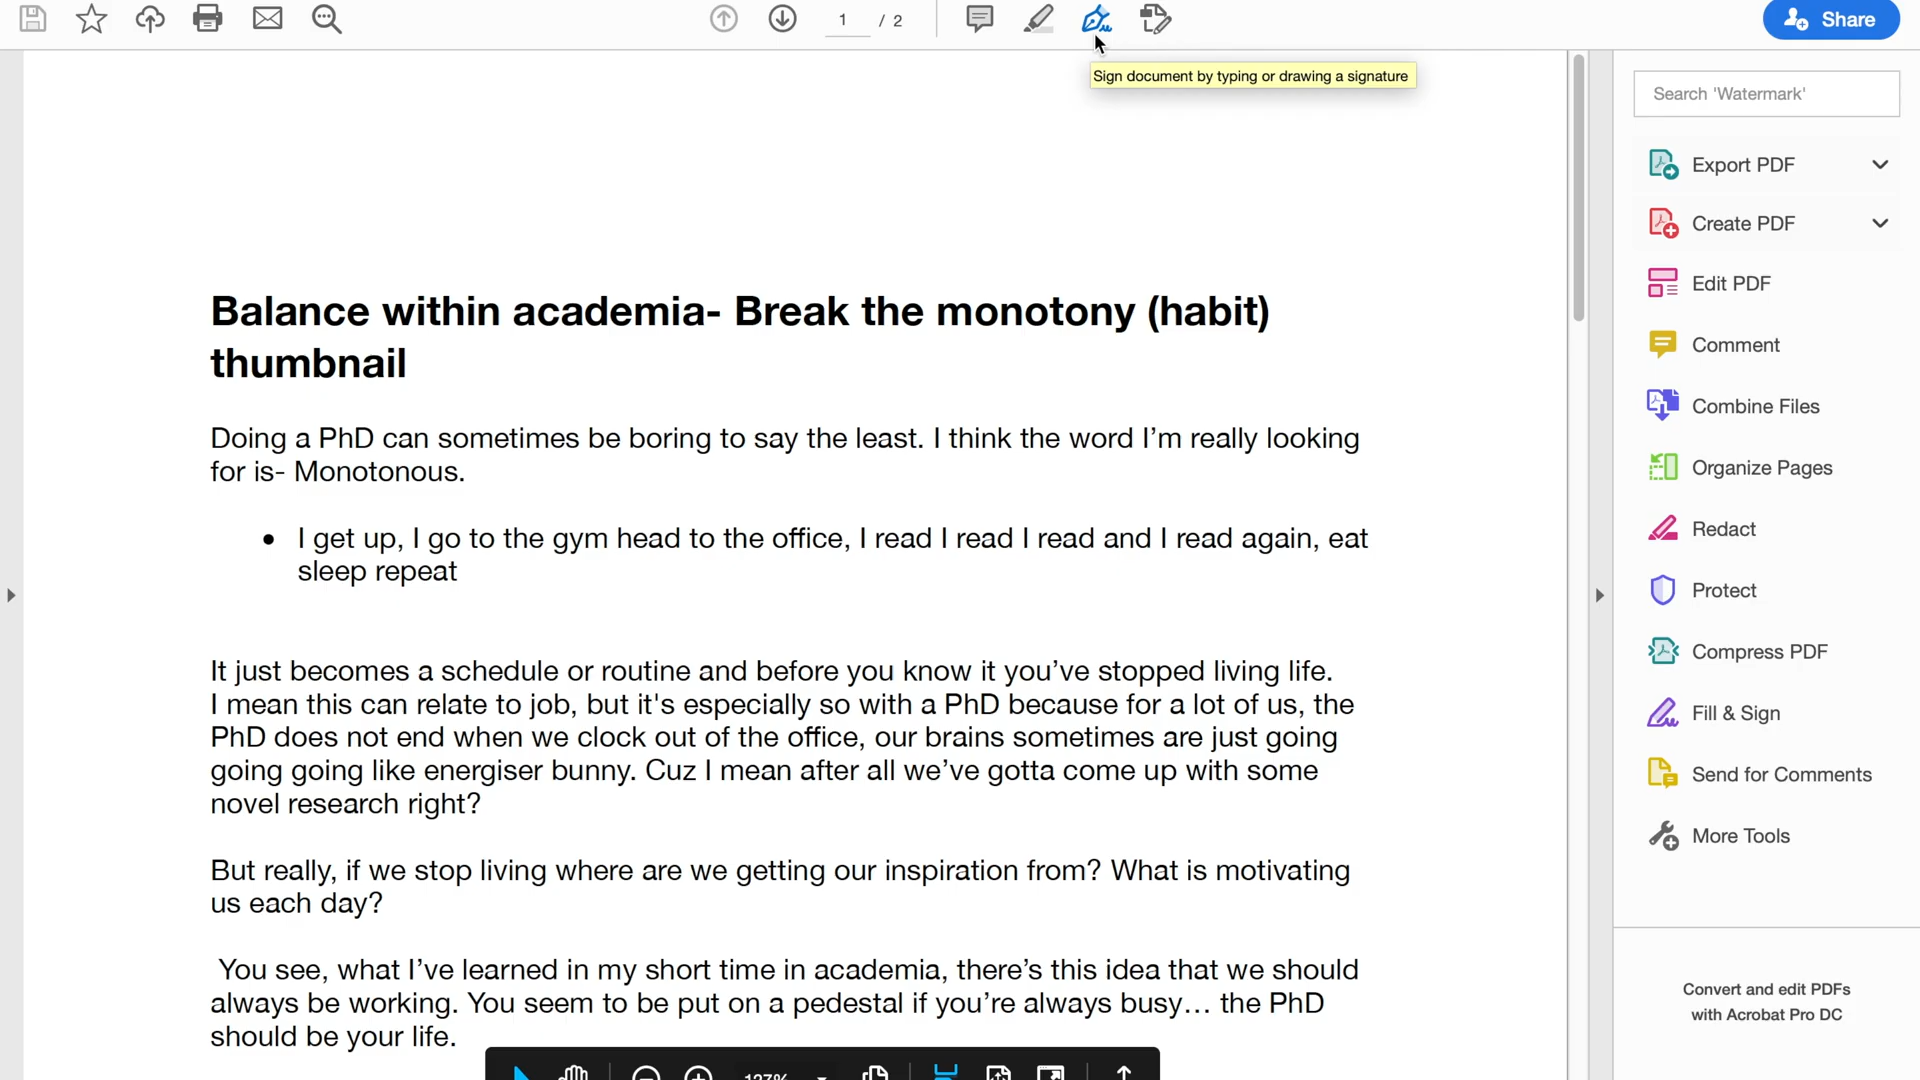 1 / 2
Share
Sign document by typing or drawing a signature
Search 'Watermark'
Export PDF
Create PDF
Edit PDF
Comment
Combine Files
Organize Pages
Redact
Protect
Compress PDF
Fill & Sign
Send for Comments
More Tools
Convert and edit PDFs
with Acrobat Pro DC
Balance within academia- Break the monotony (habit)
thumbnail
Doing a PhD can sometimes be boring to say the least. I think the word I’m really looking
for is- Monotonous.
• I get up, I go to the gym head to the office, I read I read I read and I read again, eat
sleep repeat
It just becomes a schedule or routine and before you know it you’ve stopped living life.
I mean this can relate to job, but it's especially so with a PhD because for a lot of us, the
PhD does not end when we clock out of the office, our brains sometimes are just going
going going like energiser bunny. Cuz I mean after all we’ve gotta come up with some
novel research right?
But really, if we stop living where are we getting our inspiration from? What is motivating
us each day?
You see, what I’ve learned in my short time in academia, there’s this idea that we should
always be working. You seem to be put on a pedestal if you’re always busy… the PhD
should be your life.